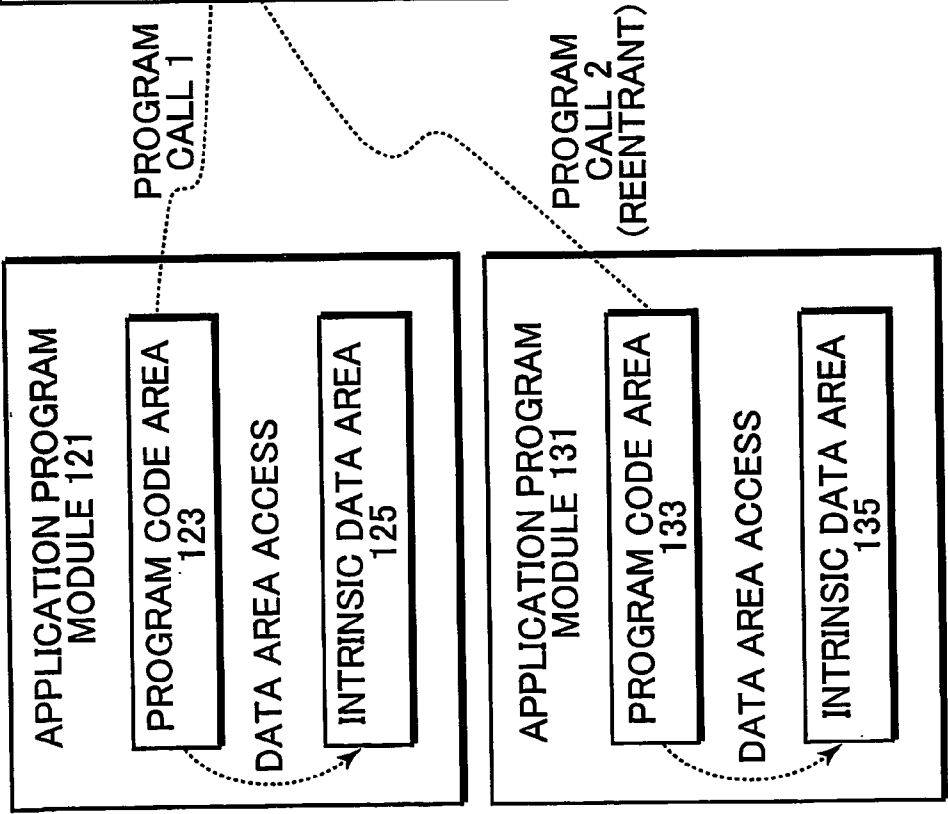 APPLICATION PROGRAM
MODULE 121
PROGRAM CODE AREA
123
DATA AREA ACCESS
INTRINSIC DATA AREA
125
PROGRAM
CALL 1
APPLICATION PROGRAM
MODULE 131
PROGRAM CODE AREA
133
DATA AREA ACCESS
INTRINSIC DATA AREA
135
PROGRAM
CALL 2
(REENTRANT)